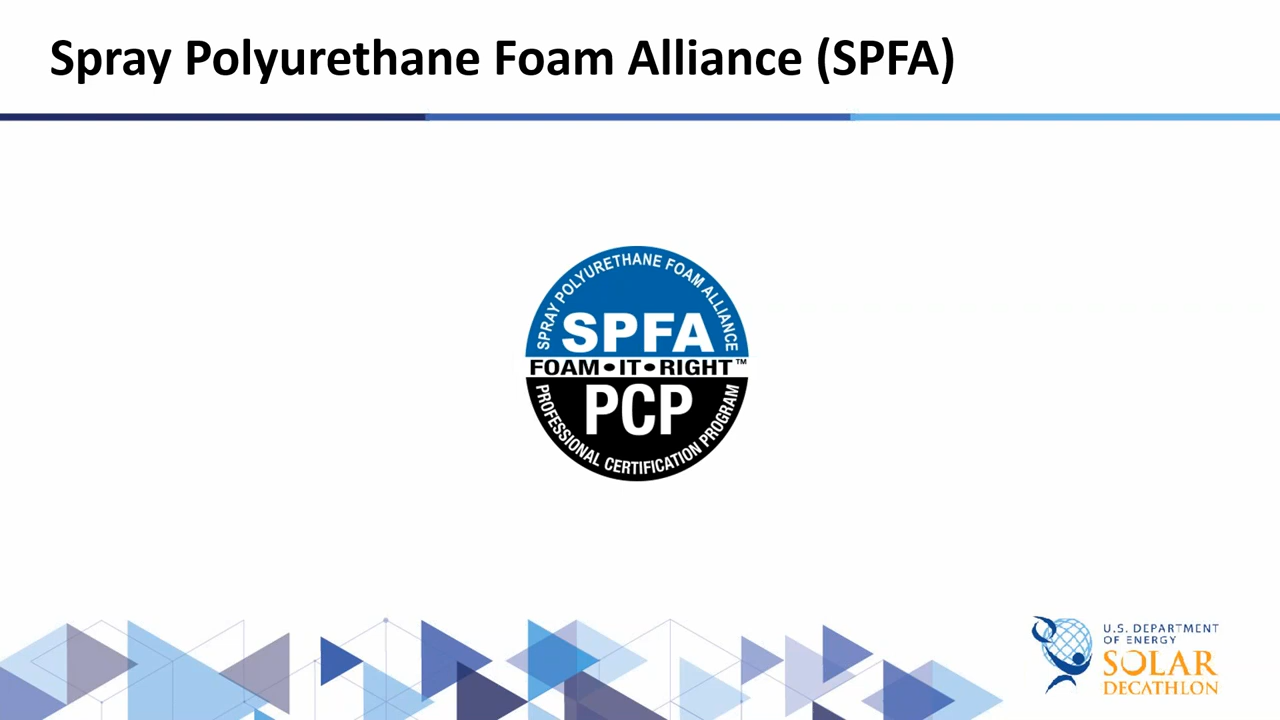 Spray Polyurethane Foam Alliance (SPFA)
SPRAY POLYURETHANE FOAM ALLIANCE
SPFA
FOAM•IT•RIGHT™
PCP
PROFESSIONAL CERTIFICATION PROGRAM
U.S. DEPARTMENT
OF ENERGY
SOLAR
DECATHLON